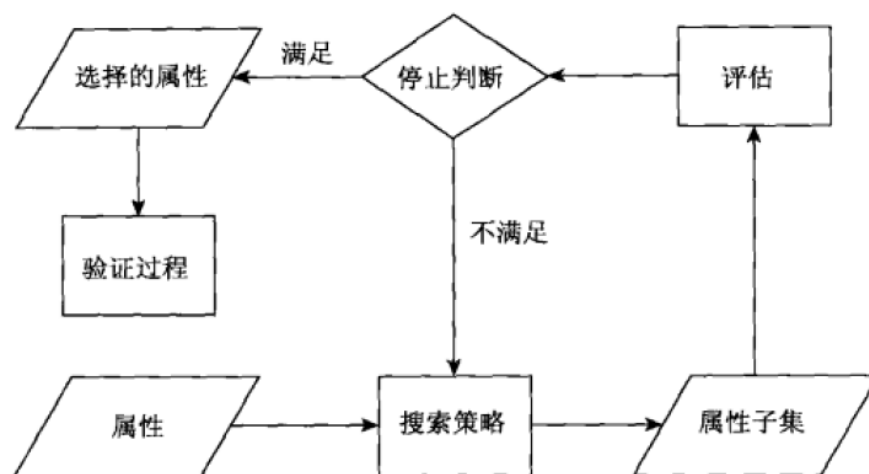 选择的属性
满足
停止判断
评估
不满足
验证过程
属性
搜索策略
属性子集